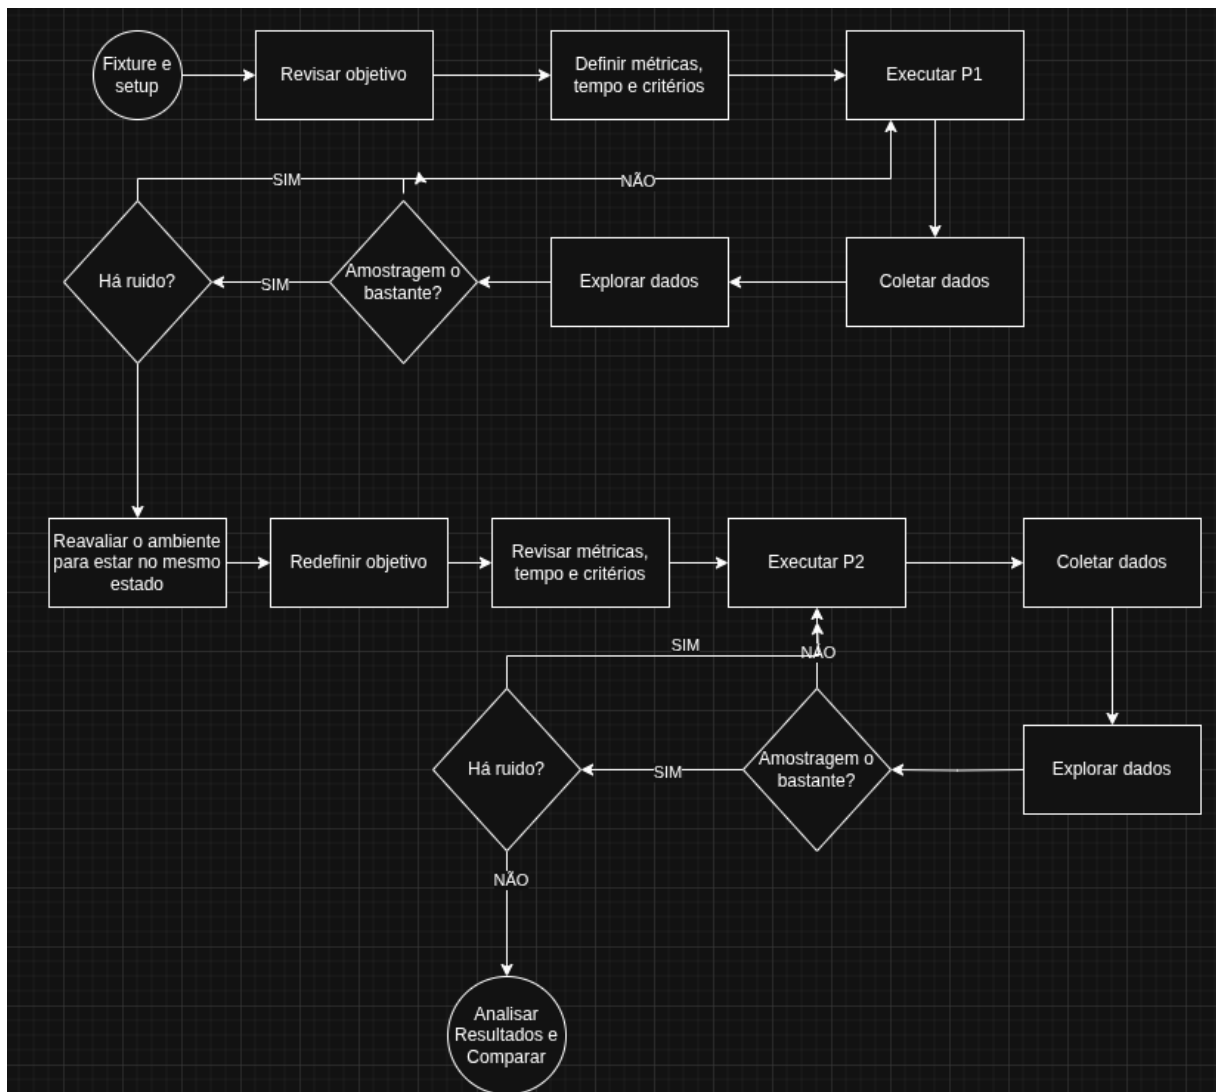 Fixture e
setup
Revisar objetivo
Definir métricas,
tempo e critérios
Executar P1
SIM
NÃO
Há ruido?
SIM
Amostragem o
bastante?
Explorar dados
Coletar dados
Reavaliar o ambiente
para estar no mesmo
estado
Redefinir objetivo
Revisar métricas,
tempo e critérios
Executar P2
Coletar dados
SIM
NÃO
Há ruido?
SIM
Amostragem o
bastante?
Explorar dados
NÃO
Analisar
Resultados e
Comparar